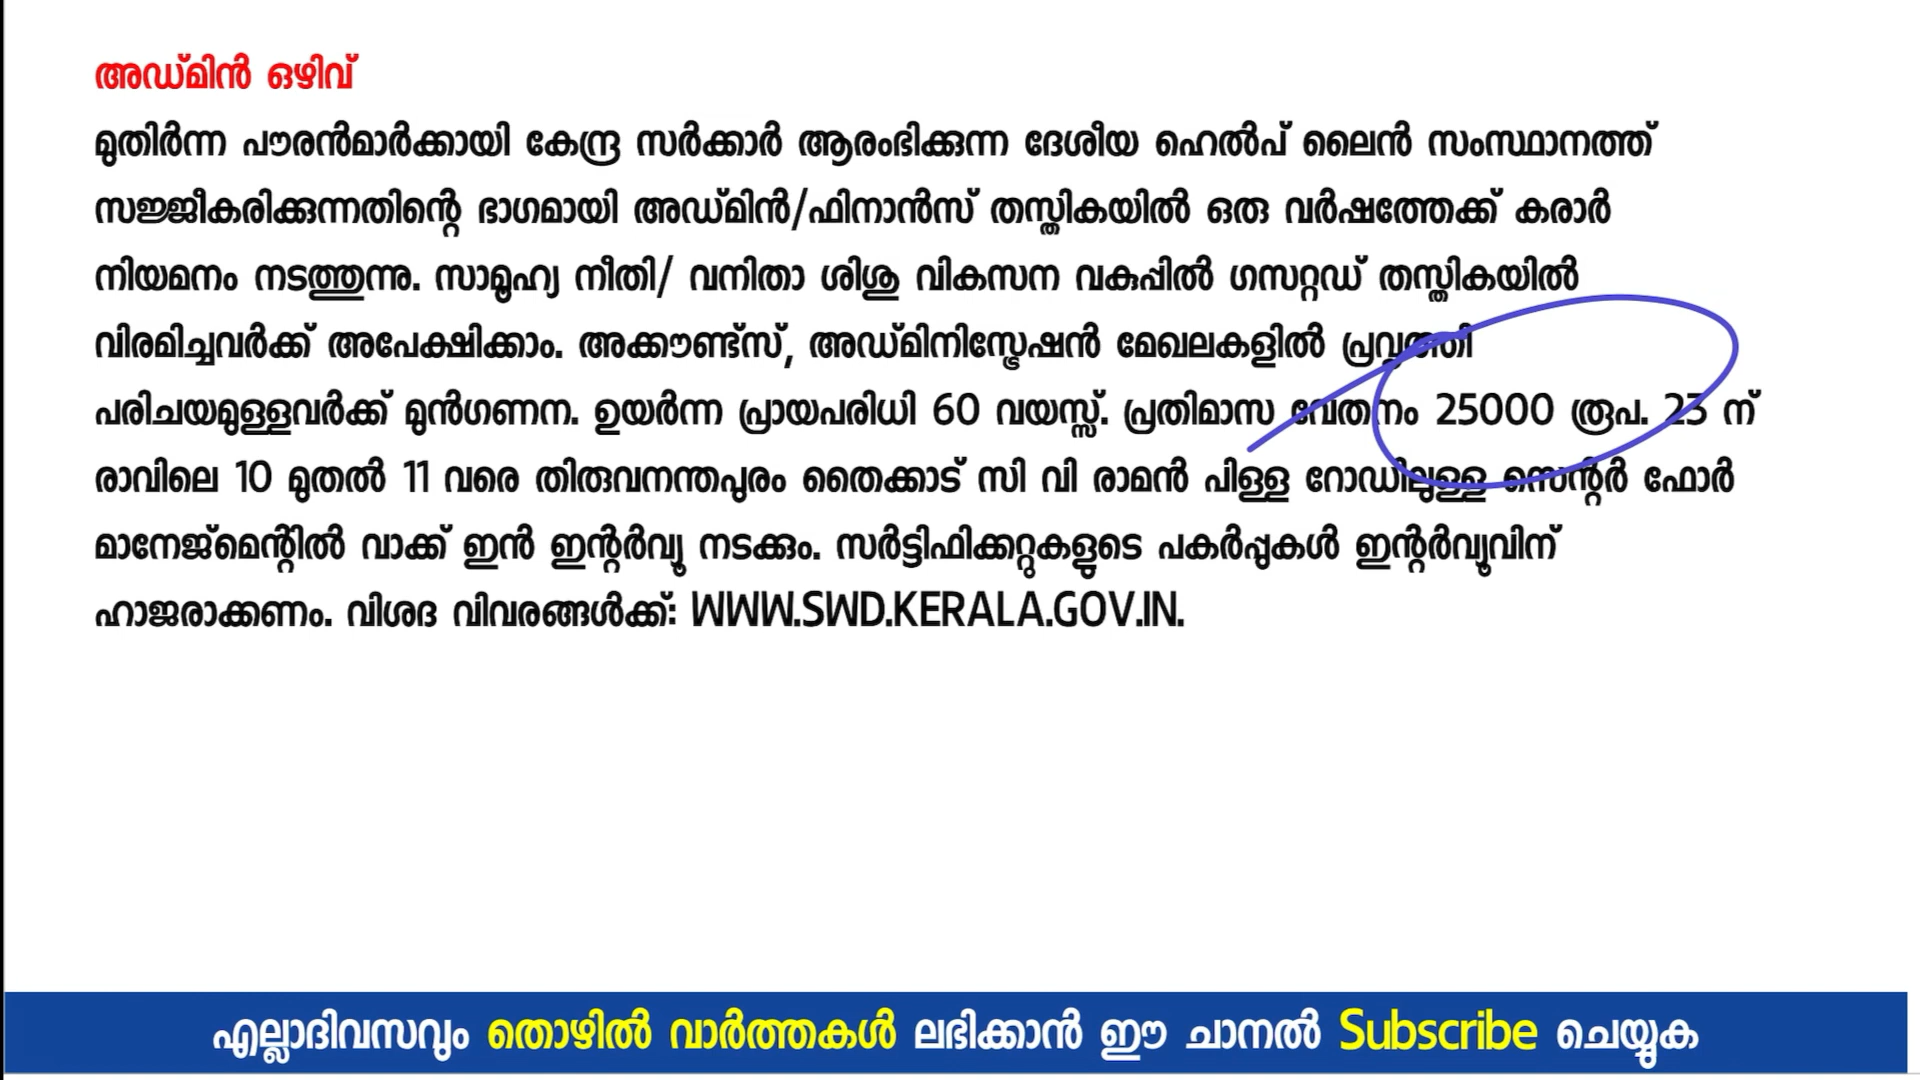 അഡ്മിൻ ഒഴിവ്
മുതിർന്ന പൗരൻമാർക്കായി കേന്ദ്ര സർക്കാർ ആരംഭിക്കുന്ന ദേശീയ ഹെൽപ് ലൈൻ സംസ്ഥാനത്ത്
സജ്ജീകരിക്കുന്നതിന്റെ ഭാഗമായി അഡ്മിൻ/ഫിനാൻസ് തസ്തികയിൽ ഒരു വർഷത്തേക്ക് കരാർ
നിയമനം നടത്തുന്നു. സാമൂഹ്യ നീതി/ വനിതാ ശിശു വികസന വകുപ്പിൽ ഗസറ്റഡ് തസ്തികയിൽ
വിരമിച്ചവർക്ക് അപേക്ഷിക്കാം. അക്കൗണ്ട്സ്, അഡ്മിനിസ്ട്രേഷൻ മേഖലകളിൽ പ്രവൃത്തി
പരിചയമുള്ളവർക്ക് മുൻഗണന. ഉയർന്ന പ്രായപരിധി 60 വയസ്സ്. പ്രതിമാസ വേതനം 25000 രൂപ. 23 ന്
രാവിലെ 10 മുതൽ 11 വരെ തിരുവനന്തപുരം തൈക്കാട് സി വി രാമൻ പിള്ള റോഡിലുള്ള സെന്റർ ഫോർ
മാനേജ്മെന്റിൽ വാക്ക് ഇൻ ഇന്റർവ്യൂ നടക്കും. സർട്ടിഫിക്കറ്റുകളുടെ പകർപ്പുകൾ ഇന്റർവ്യൂവിന്
ഹാജരാക്കണം. വിശദ വിവരങ്ങൾക്ക്: WWW.SWD.KERALA.GOV.IN.
എല്ലാദിവസവും തൊഴിൽ വാർത്തകൾ ലഭിക്കാൻ ഈ ചാനൽ Subscribe ചെയ്യുക